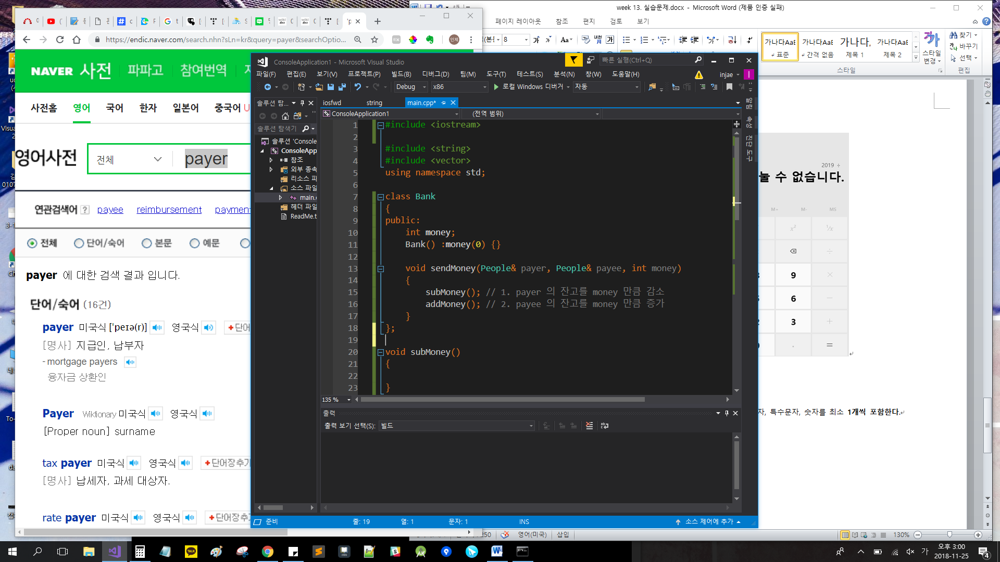 week 13. 실습문제.docx - Microsoft Word (제품 인증 실패)
페이지 레이아웃 참조 편지 검토 보기
https://endic.naver.com/search.nhn?sLn=kr&query=payer&searchOptio...
인재
8
가나다AaB
↲ 표준
가나다AaE
↲ 간격 없음
가나다,
제목 1
가나다AaE
제목 2
스타일
변경
찾기
바꾸기
선택
스타일
편집
NAVER 사전 파파고 참여번역
사전홈 영어 국어 한자 일본어 중국어 U
영어사전 전체 payer
연관검색어 ? payee reimbursement paymen
전체 단어/숙어 본문 예문
payer 에 대한 검색 결과 입니다.
단어/숙어 (16건)
payer 미국식 ['peɪə(r)] 영국식 +단어
[명사] 지급인, 납부자
- mortgage payers
융자금 상환인
Payer Wiktionary 미국식 영국식
[Proper noun] surname
tax payer 미국식 영국식 +단어장추가
[명사] 납세자, 과세 대상자.
rate payer 미국식 영국식 +단어장추가
ConsoleApplication1 - Microsoft Visual Studio
빠른 실행(Ctrl+Q)
파일(F) 편집(E) 보기(V) 프로젝트(P) 빌드(B) 디버그(D) 팀(M) 도구(T) 테스트(S) 분석(N) 창(W) 도움말(H)
injae I
Debug x86 로컬 Windows 디버거 자동
솔루션 탐...
솔루션 탐색기
솔루션 'Console
ConsoleApp
참조
외부 종속
리소스 파
소스 파일
main.
헤더 파일
ReadMe.t
iosfwd string main.cpp*
ConsoleApplication1 (전역 범위)
알림
속성
진단 도구
1 #include <iostream>
2
3 #include <string>
4 #include <vector>
5 using namespace std;
6
7 class Bank
8 {
9 public:
10 int money;
11 Bank() :money(0) {}
12
13 void sendMoney(People& payer, People& payee, int money)
14 {
15 subMoney(); // 1. payer 의 잔고를 money 만큼 감소
16 addMoney(); // 2. payee 의 잔고를 money 만큼 증가
17 }
18 };
19
20 void subMoney()
21 {
22
23 }
135 %
출력
출력 보기 선택(S): 빌드
준비 줄: 19 열: 1 문자: 1 INS 소스 제어에 추가
2019 ÷
눌 수 없습니다.
M+ M- MS
x² ¹/x
÷
9 ×
6 −
3 +
. =
자, 특수문자, 숫자를 최소 1개씩 포함한다.
250 영어(미국) 삽입 130%
TALK
가
오후 3:00
2018-11-25
4